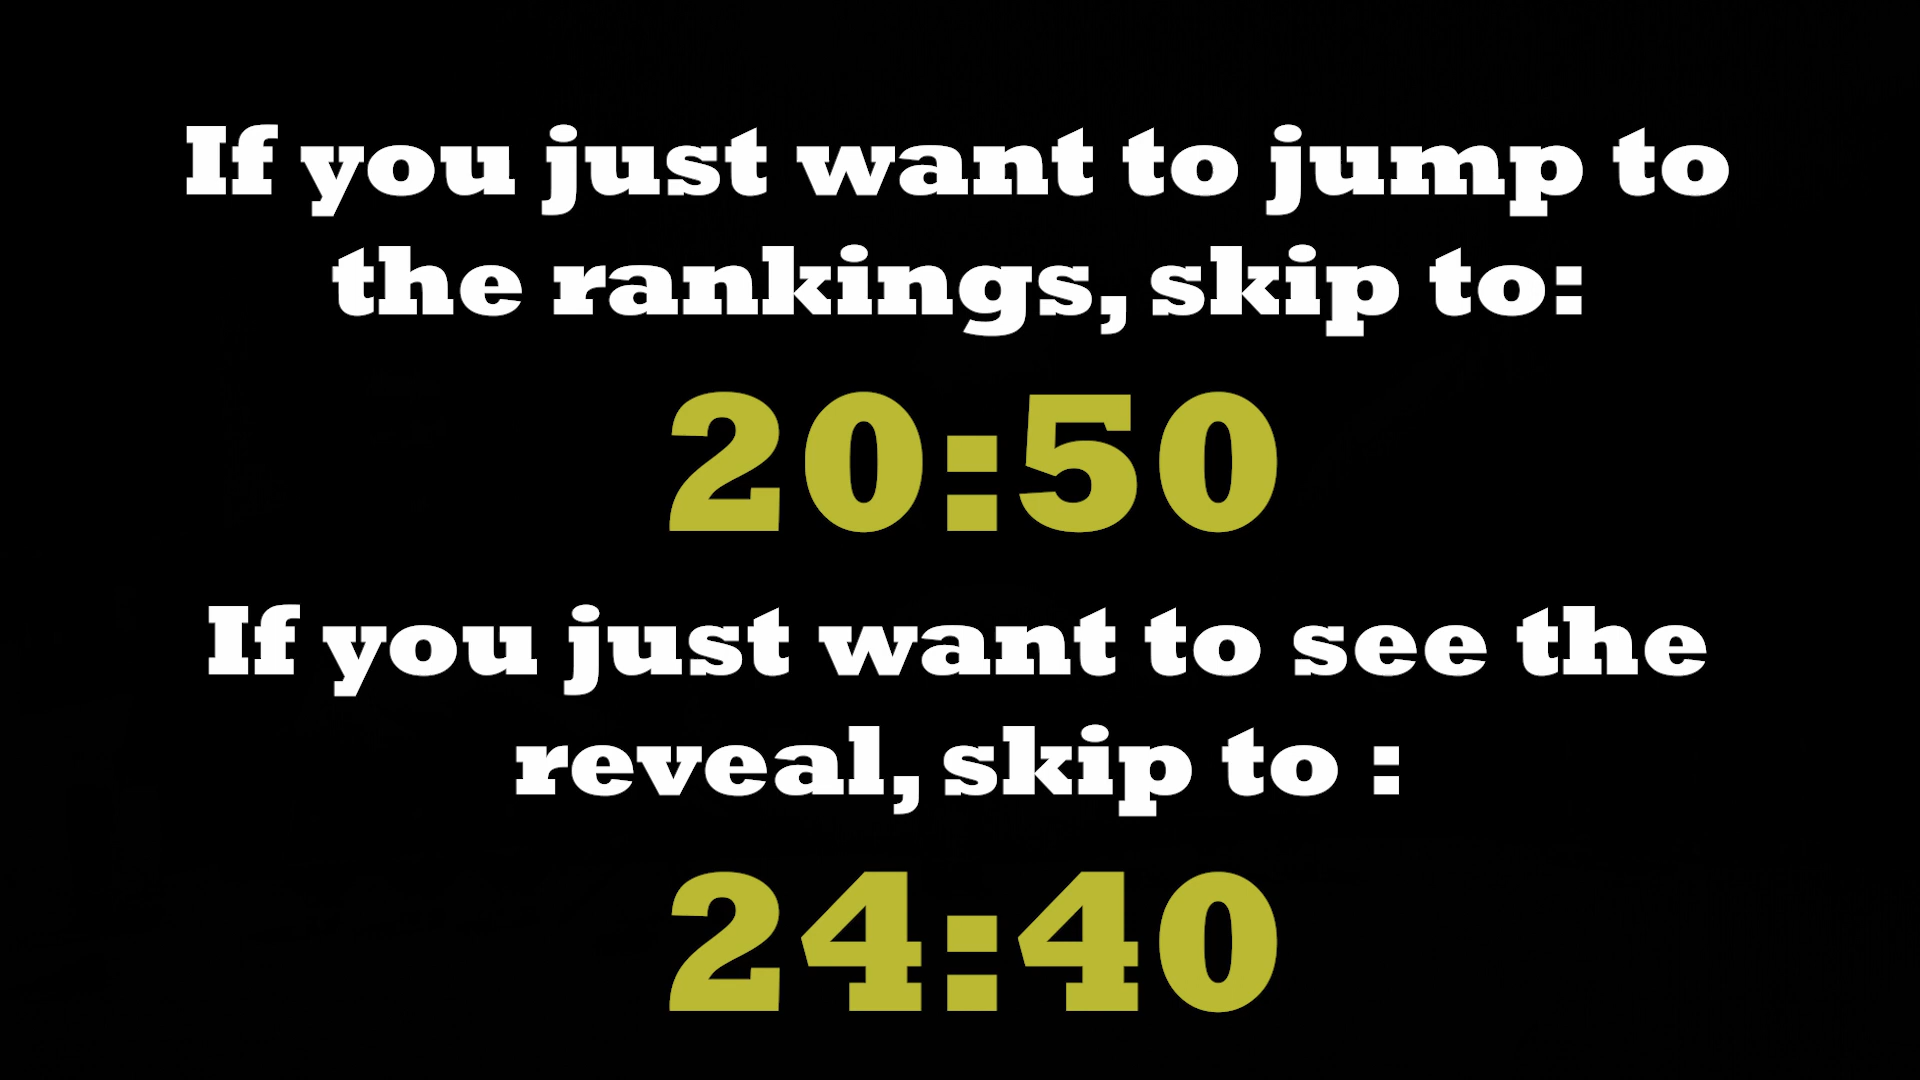 If you just want to jump to
the rankings, skip to:
20:50
If you just want to see the
reveal, skip to :
24:40